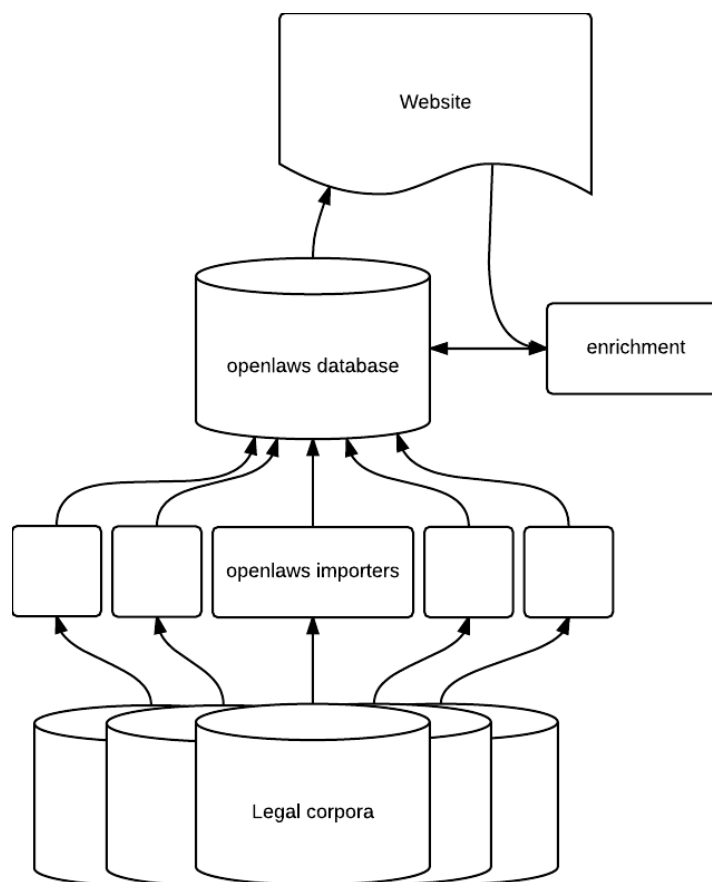 Website
enrichment
openlaws database
openlaws importers
Legal corpora